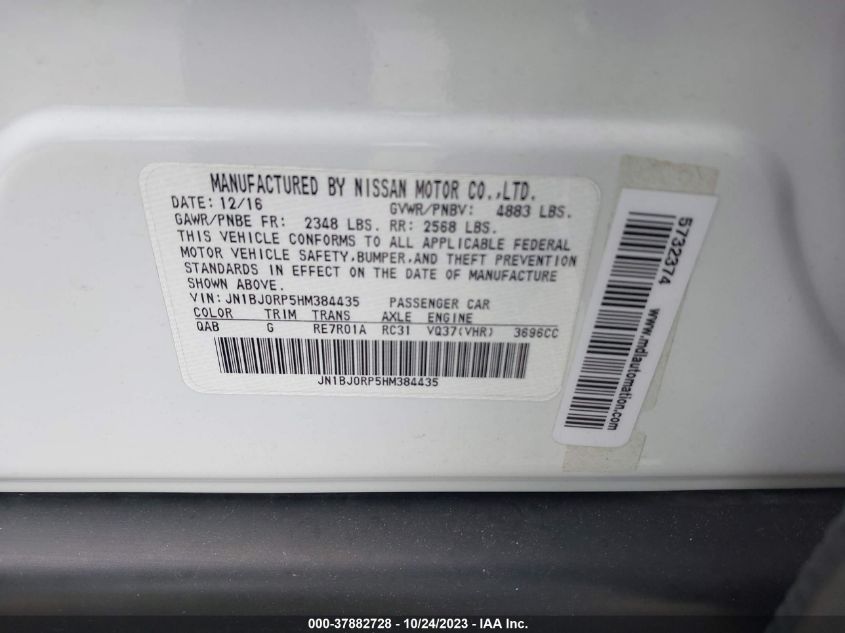 MANUFACTURED BY NISSAN MOTOR CO.,LTD.
DATE: 12/16 GVWR/PNBV: 4883 LBS.
GAWR/PNBE FR: 2348 LBS. RR: 2568 LBS.
THIS VEHICLE CONFORMS TO ALL APPLICABLE FEDERAL
MOTOR VEHICLE SAFETY,BUMPER,AND THEFT PREVENTION
STANDARDS IN EFFECT ON THE DATE OF MANUFACTURE
SHOWN ABOVE.
VIN: JN1BJ0RP5HM384435 PASSENGER CAR
COLOR TRIM TRANS AXLE ENGINE
QAB G RE7R01A RC31 VQ37(VHR) 3696CC
JN1BJ0RP5HM384435
5732374
www.mdlautomation.com
000-37882728 - 10/24/2023 - IAA Inc.